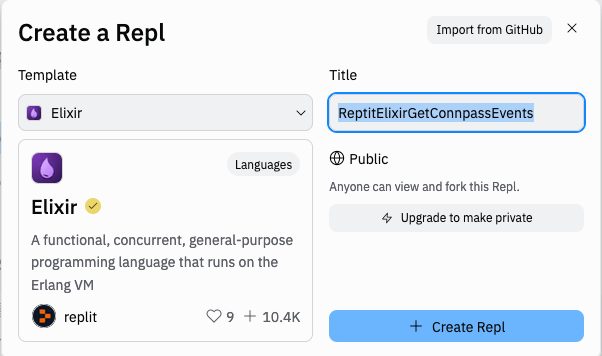 Create a Repl
Import from GitHub
Template
Elixir
Languages
Elixir
A functional, concurrent, general-purpose
programming language that runs on the
Erlang VM
replit
9
10.4K
Title
ReptitElixirGetConnpassEvents
Public
Anyone can view and fork this Repl.
Upgrade to make private
Create Repl